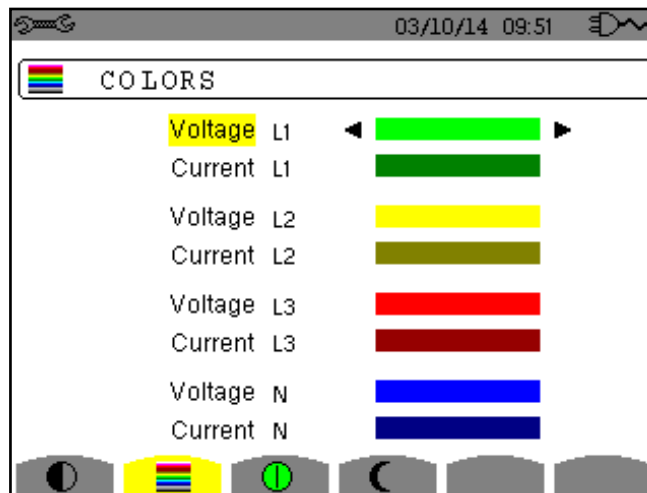 03/10/14 09:51
COLORS
Voltage L1
Current L1
Voltage L2
Current L2
Voltage L3
Current L3
Voltage N
Current N